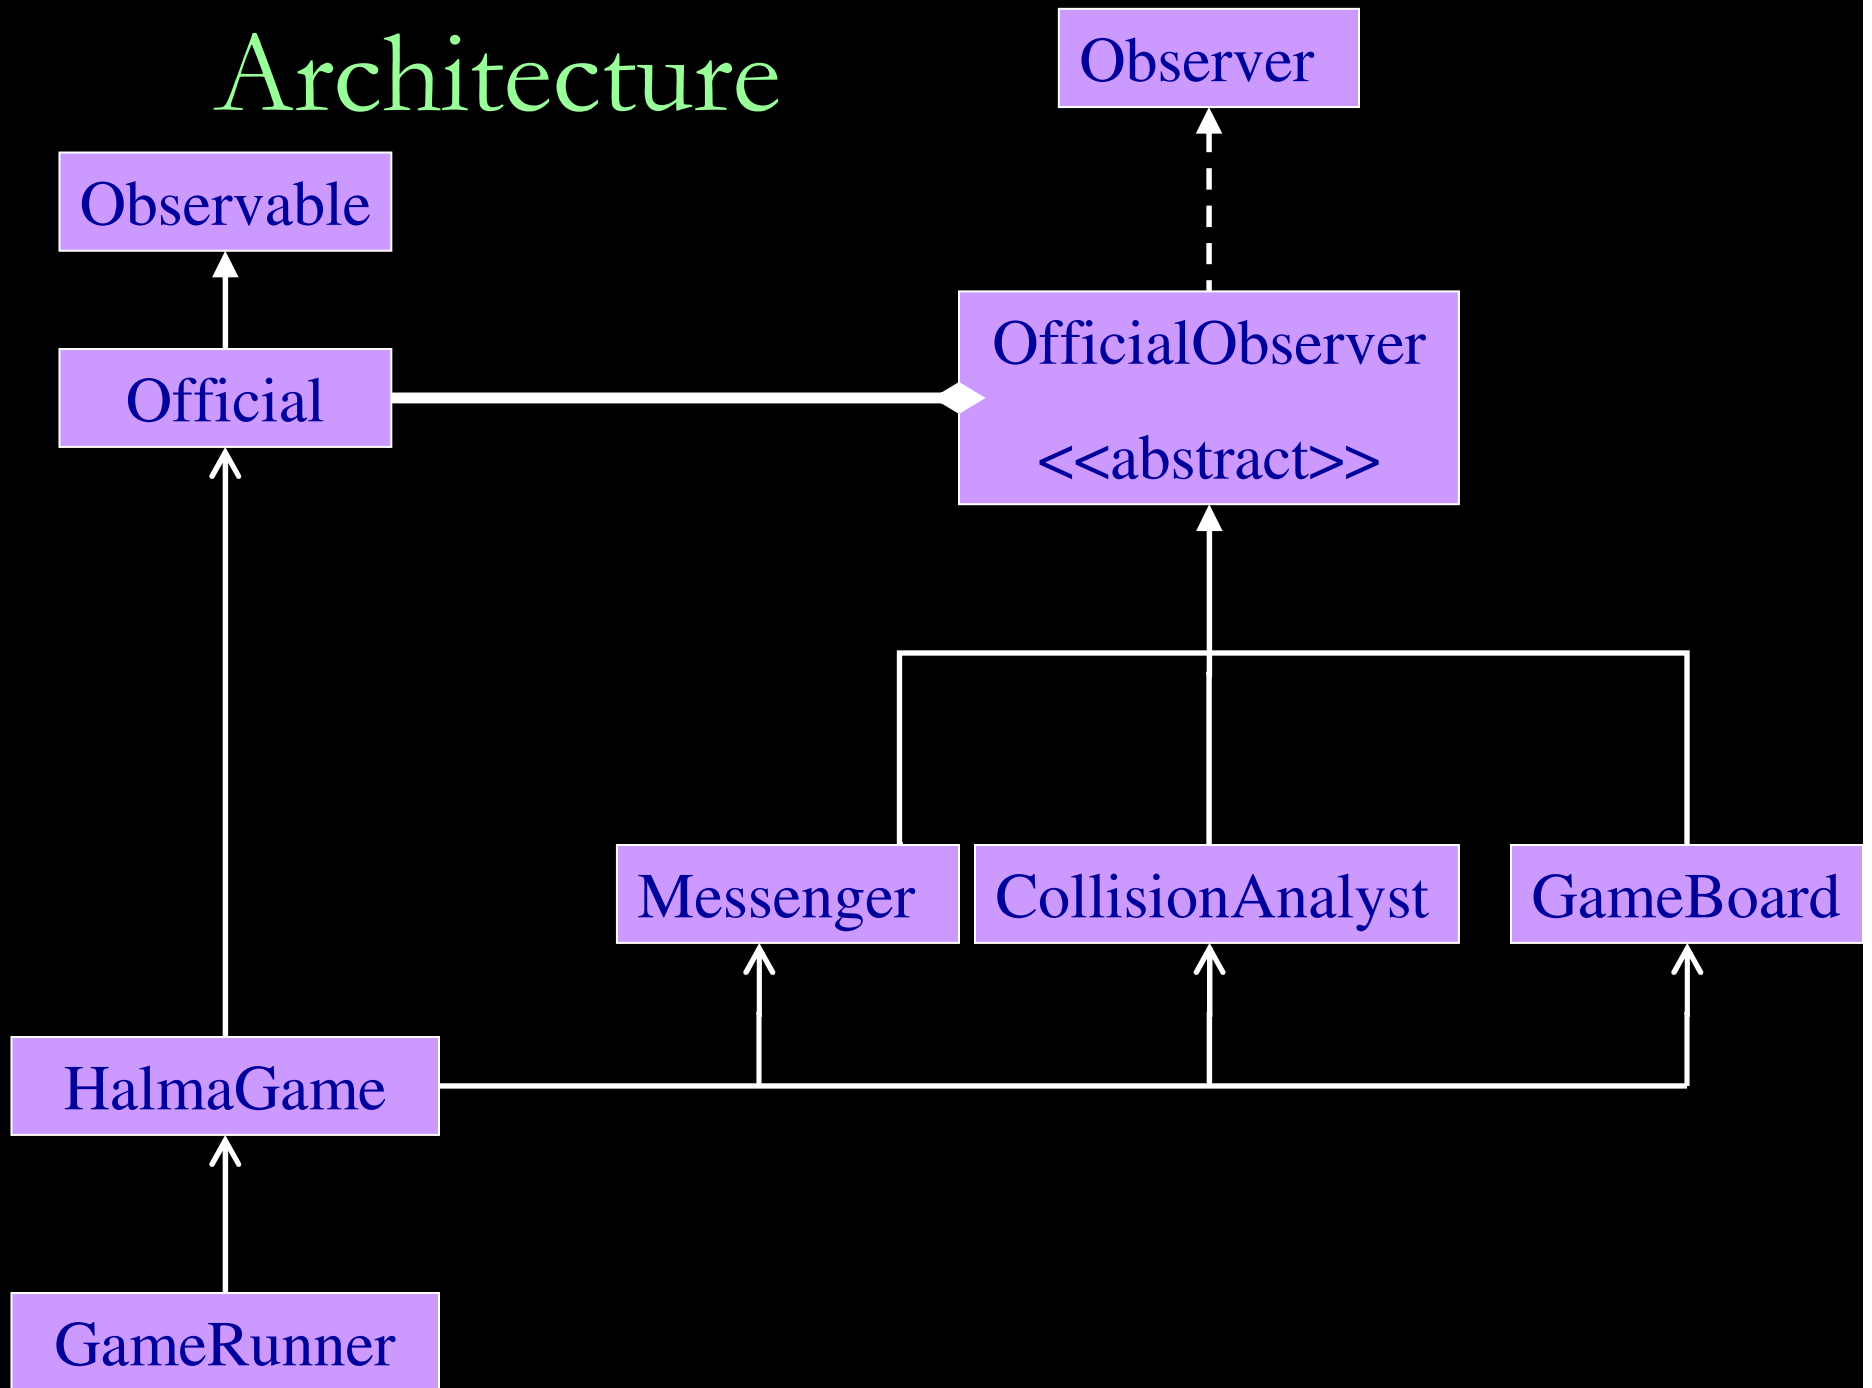 Architecture
Observer
Observable
Official
OfficialObserver
<<abstract>>
Messenger
CollisionAnalyst
GameBoard
HalmaGame
GameRunner